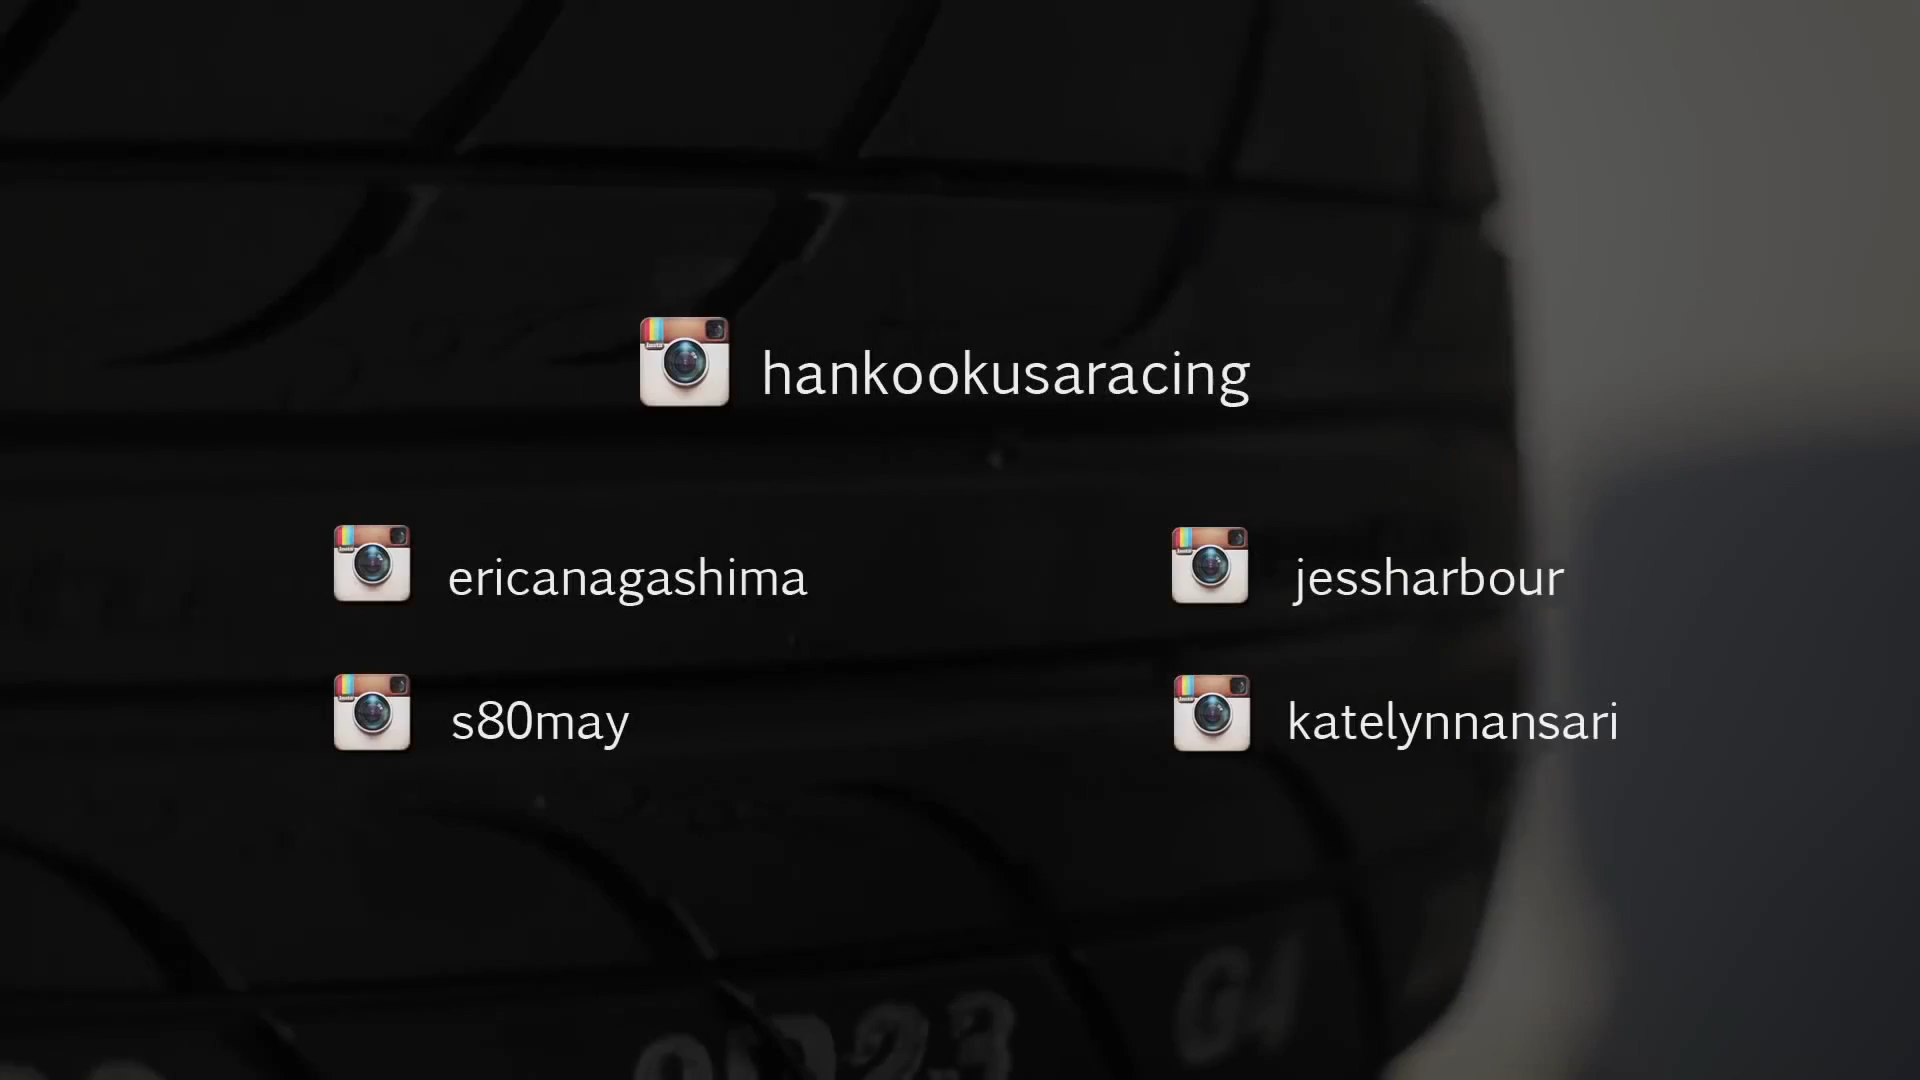 hankookusaracing
ericanagashima
jessharbour
s80may
katelynnansari